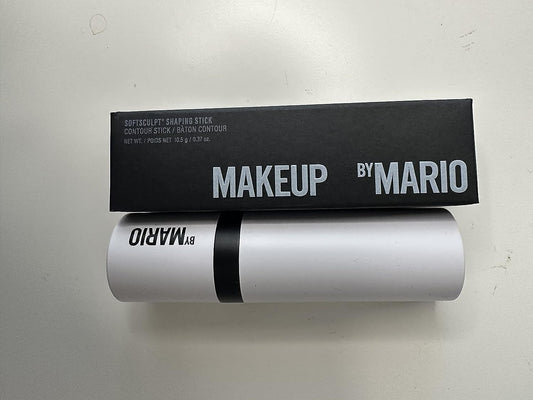 SOFTSCULPT® SHAPING STICK
CONTOUR STICK / BÂTON CONTOUR
NET WT. / POIDS NET 10.5 g / 0.37 oz.
MAKEUP BY MARIO
BY MARIO